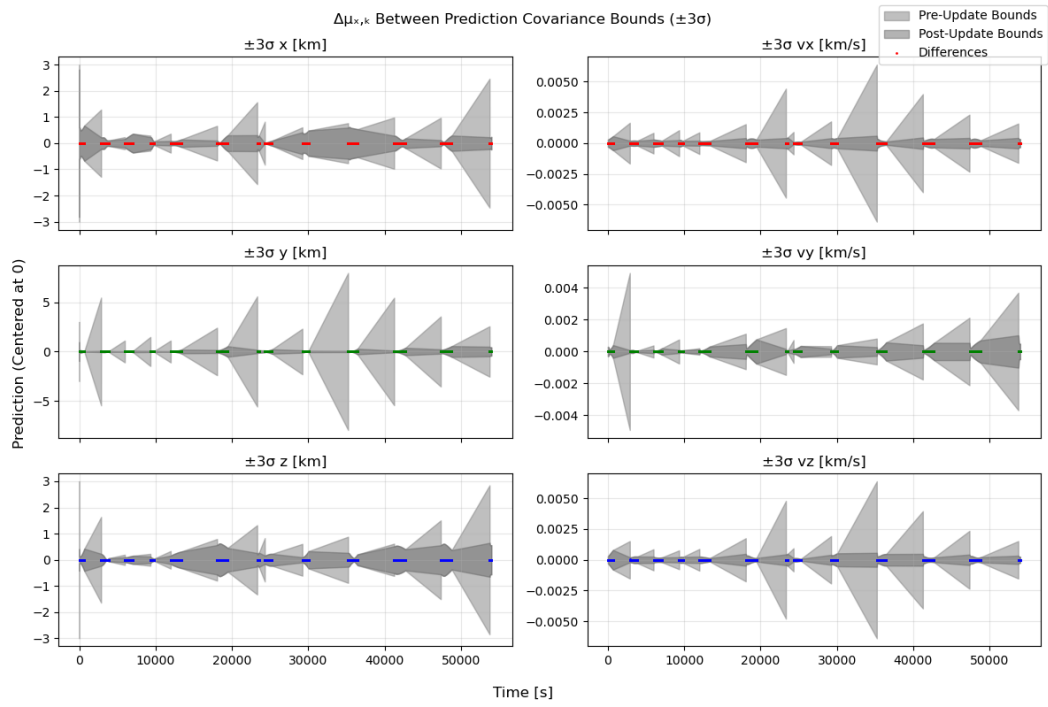 Δμₓ,ₖ Between Prediction Covariance Bounds (±3σ)
Pre-Update Bounds
Post-Update Bounds
Differences
±3σ x [km]
3
2
1
0
−1
−2
−3
±3σ vx [km/s]
0.0050
0.0025
0.0000
−0.0025
−0.0050
Prediction (Centered at 0)
±3σ y [km]
5
0
−5
±3σ vy [km/s]
0.004
0.002
0.000
−0.002
−0.004
±3σ z [km]
3
2
1
0
−1
−2
−3
0 10000 20000 30000 40000 50000
±3σ vz [km/s]
0.0050
0.0025
0.0000
−0.0025
−0.0050
0 10000 20000 30000 40000 50000
Time [s]